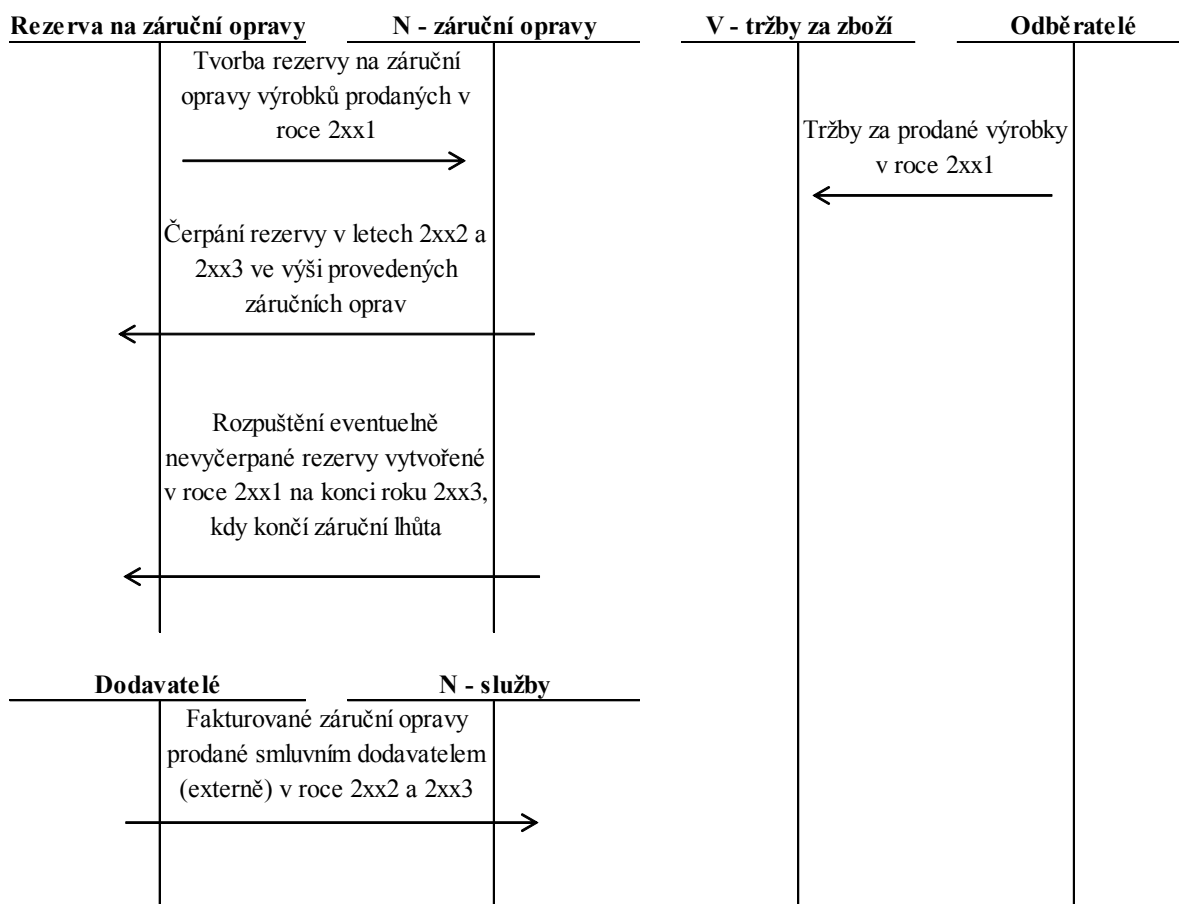 Rezerva na záruční opravy
N - záruční opravy
V - tržby za zboží
Odběratelé
Tvorba rezervy na záruční
opravy výrobků prodaných v
roce 2xx1
Tržby za prodané výrobky
v roce 2xx1
Čerpání rezervy v letech 2xx2 a
2xx3 ve výši provedených
záručních oprav
Rozpuštění eventuelně
nevyčerpané rezervy vytvořené
v roce 2xx1 na konci roku 2xx3,
kdy končí záruční lhůta
Dodavatelé
N - služby
Fakturované záruční opravy
prodané smluvním dodavatelem
(externě) v roce 2xx2 a 2xx3